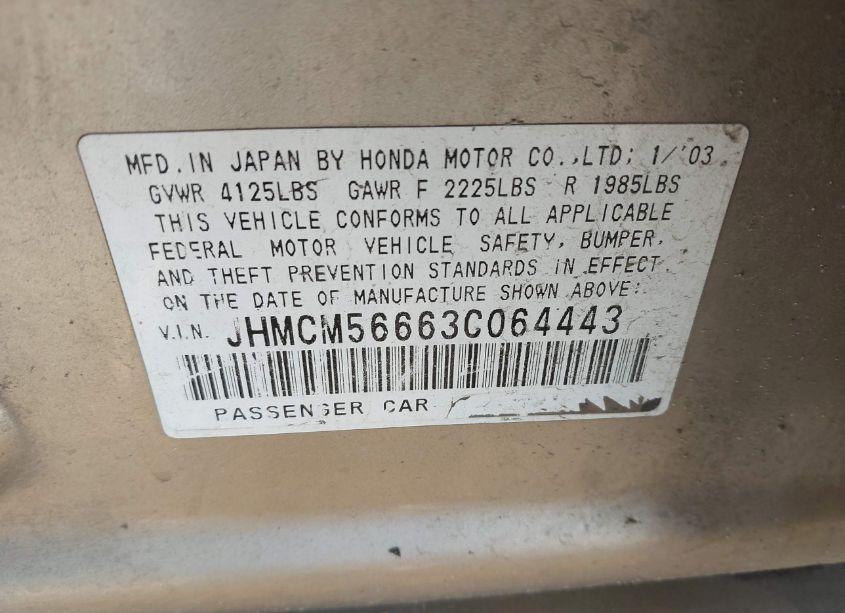 MFD. IN JAPAN BY HONDA MOTOR CO., LTD; 1/'03
GVWR 4125LBS GAWR F 2225LBS R 1985LBS
THIS VEHICLE CONFORMS TO ALL APPLICABLE
FEDERAL MOTOR VEHICLE SAFETY, BUMPER,
AND THEFT PREVENTION STANDARDS IN EFFECT
ON THE DATE OF MANUFACTURE SHOWN ABOVE:
V.I.N. JHMCM56663C064443
PASSENGER CAR